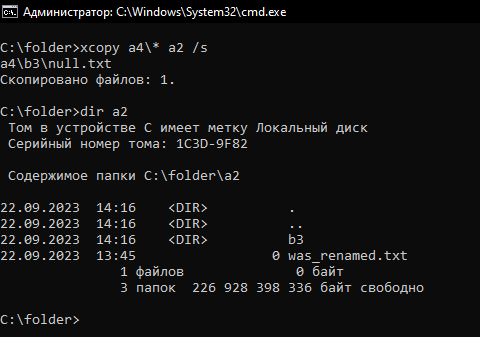 Администратор: C:\Windows\System32\cmd.exe
C:\folder>xcopy a4\* a2 /s
a4\b3\null.txt
Скопировано файлов: 1.
C:\folder>dir a2
Том в устройстве C имеет метку Локальный диск
Серийный номер тома: 1C3D-9F82
Содержимое папки C:\folder\a2
22.09.2023  14:16    <DIR>          .
22.09.2023  14:16    <DIR>          ..
22.09.2023  14:16    <DIR>          b3
22.09.2023  13:45                 0 was_renamed.txt
1 файлов              0 байт
3 папок  226 928 398 336 байт свободно
C:\folder>